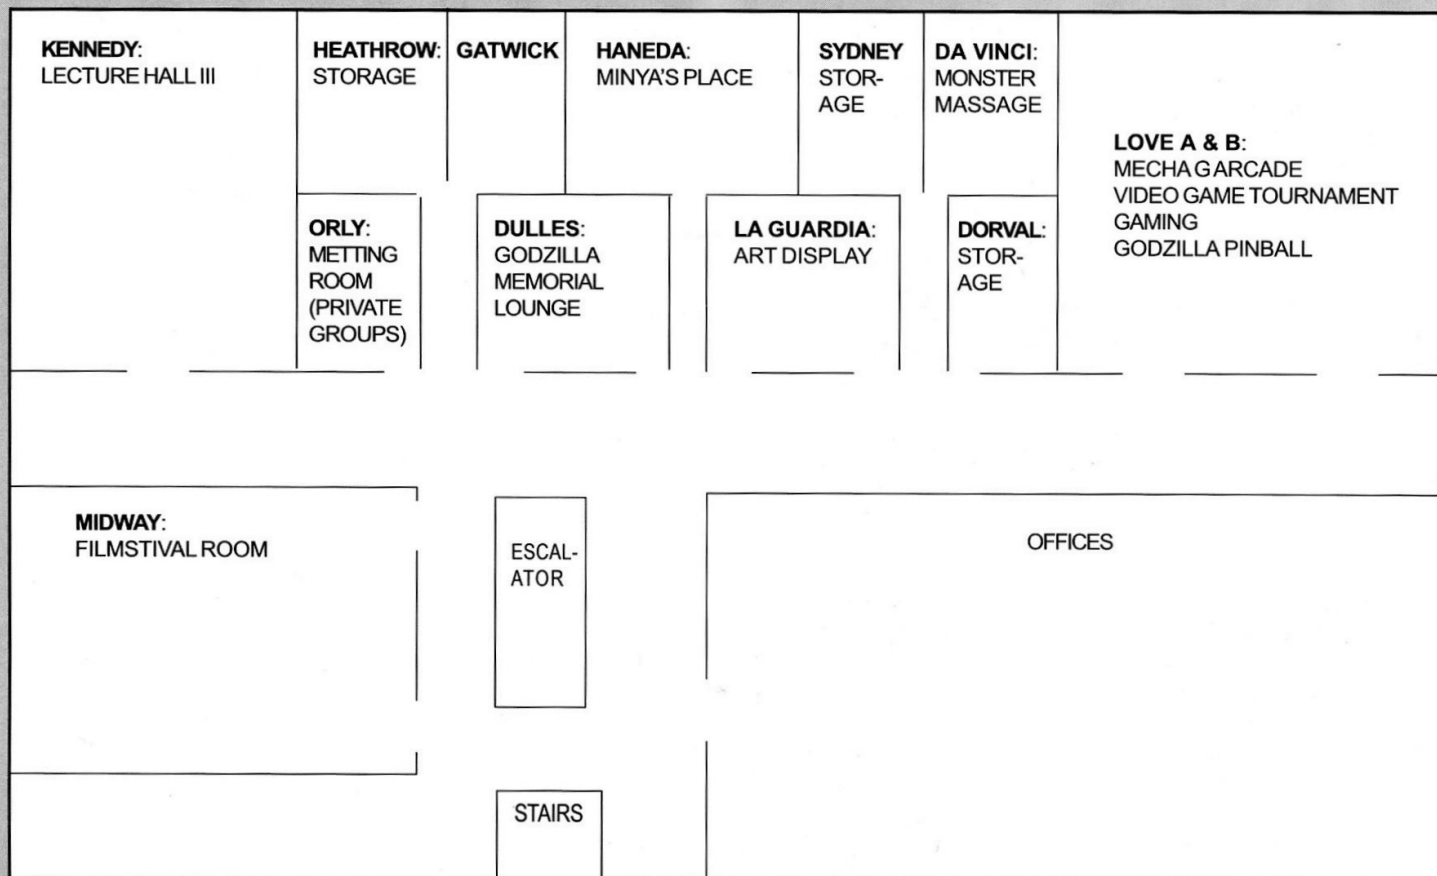 KENNEDY:
LECTURE HALL III
HEATHROW:
STORAGE
GATWICK
HANEDA:
MINYA'S PLACE
SYDNEY
STOR-
AGE
DA VINCI:
MONSTER
MASSAGE
LOVE A & B:
MECHA G ARCADE
VIDEO GAME TOURNAMENT
GAMING
GODZILLA PINBALL
ORLY:
METTING
ROOM
(PRIVATE
GROUPS)
DULLES:
GODZILLA
MEMORIAL
LOUNGE
LA GUARDIA:
ART DISPLAY
DORVAL:
STOR-
AGE
MIDWAY:
FILMSTIVAL ROOM
ESCAL-
ATOR
OFFICES
STAIRS